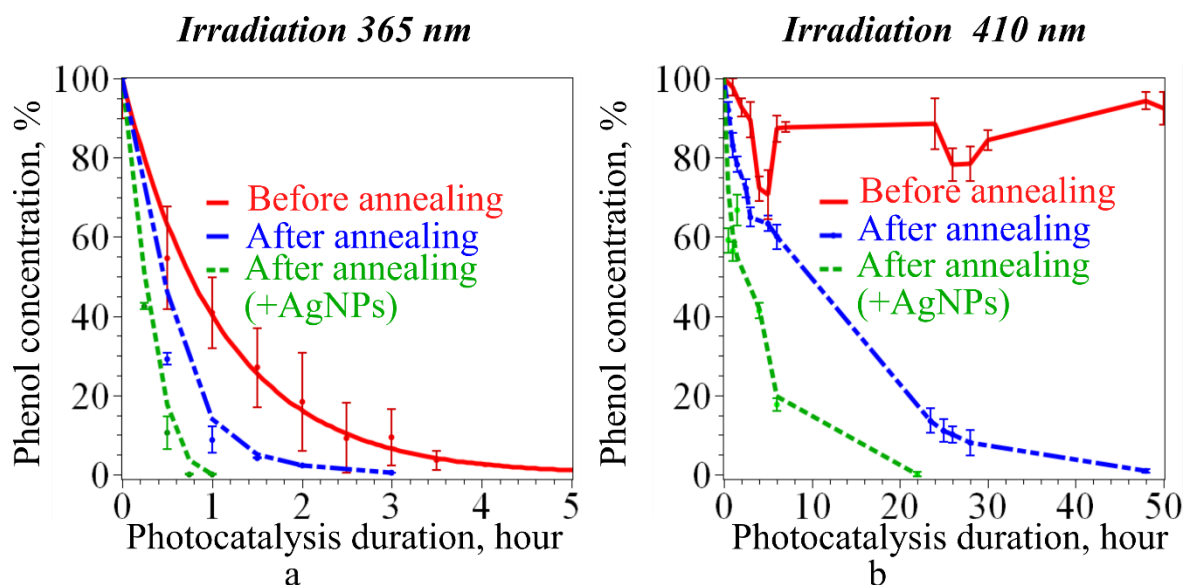 Irradiation 365 nm
Phenol concentration, %
100
80
60
40
20
0
Before annealing
After annealing
After annealing
(+AgNPs)
0 1 2 3 4 5
Photocatalysis duration, hour
a
Irradiation 410 nm
Phenol concentration, %
100
80
60
40
20
0
Before annealing
After annealing
After annealing
(+AgNPs)
0 10 20 30 40 50
Photocatalysis duration, hour
b